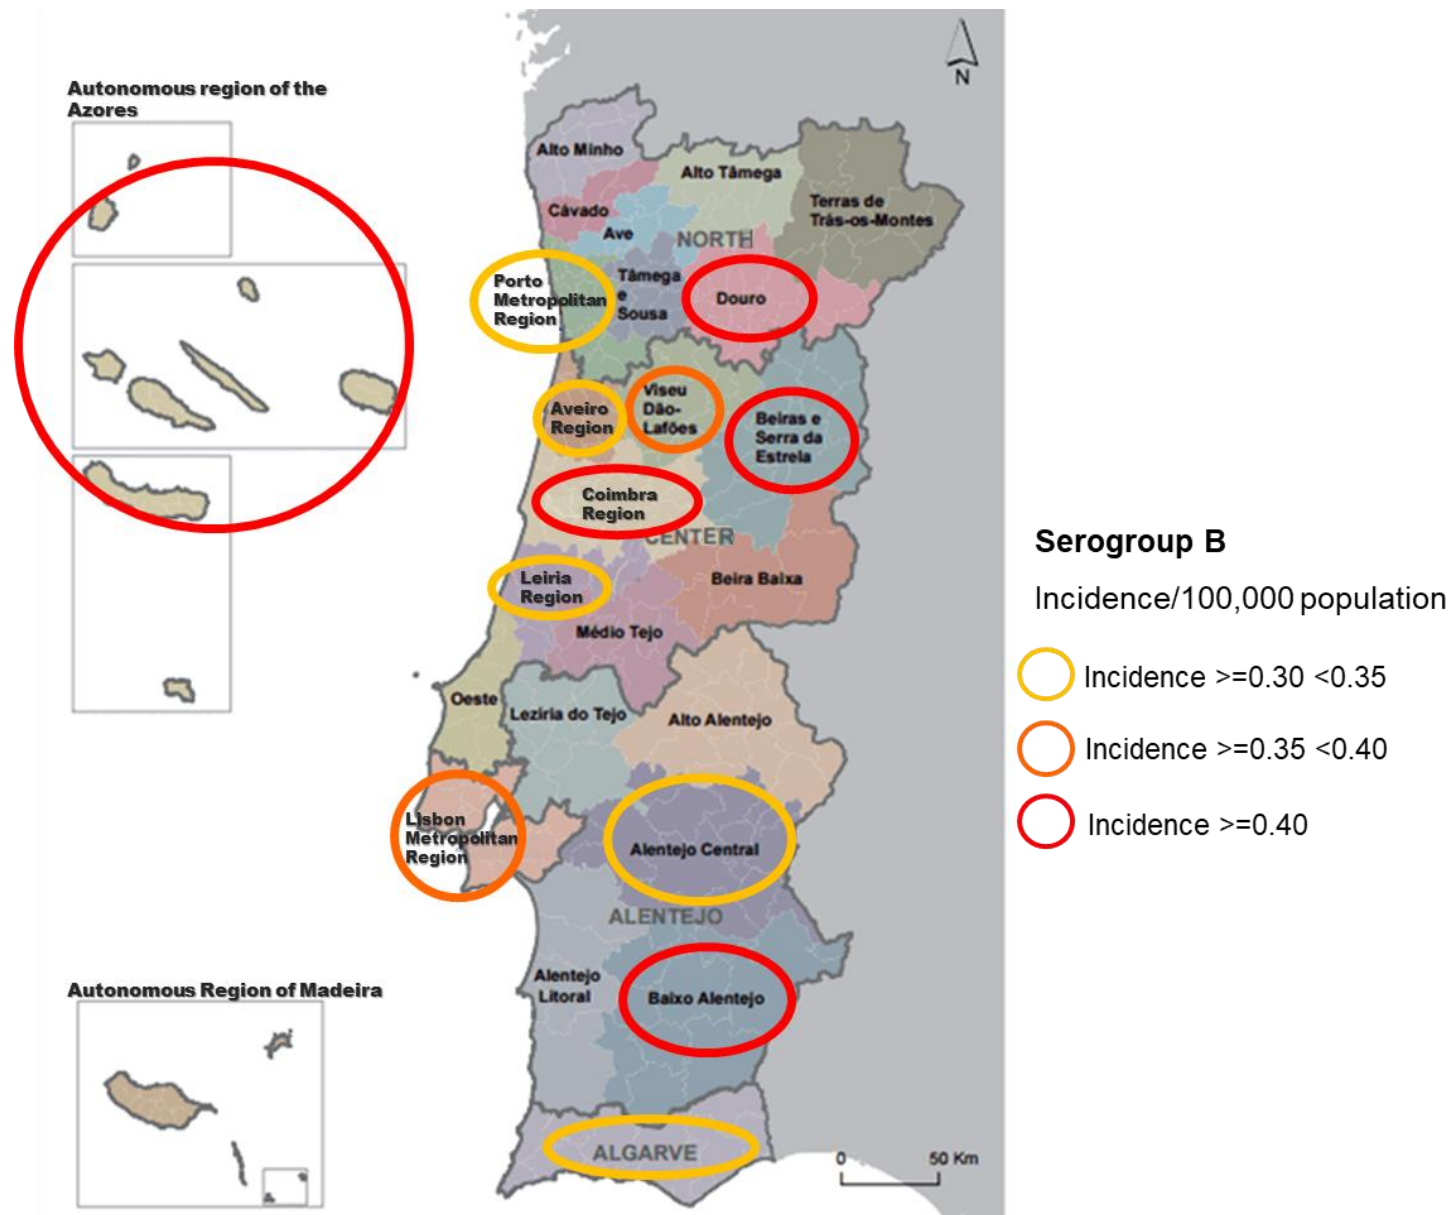 Autonomous region of the
Azores
N
Alto Minho
Alto Tâmega
Terras de
Trás-os-Montes
Cávado
Ave
NORTH
Porto
Metropolitan
Region
Tâmega
e
Sousa
Douro
Aveiro
Region
Viseu
Dão-
Lafões
Beiras e
Serra da
Estrela
Coimbra
Region
CENTER
Leiria
Region
Beira Baixa
Médio Tejo
Oeste
Lezíria do Tejo
Alto Alentejo
Lisbon
Metropolitan
Region
Alentejo Central
ALENTEJO
Alentejo
Litoral
Baixo Alentejo
Autonomous Region of Madeira
ALGARVE
0 50 Km
Serogroup B
Incidence/100,000 population
Incidence >=0.30 <0.35
Incidence >=0.35 <0.40
Incidence >=0.40